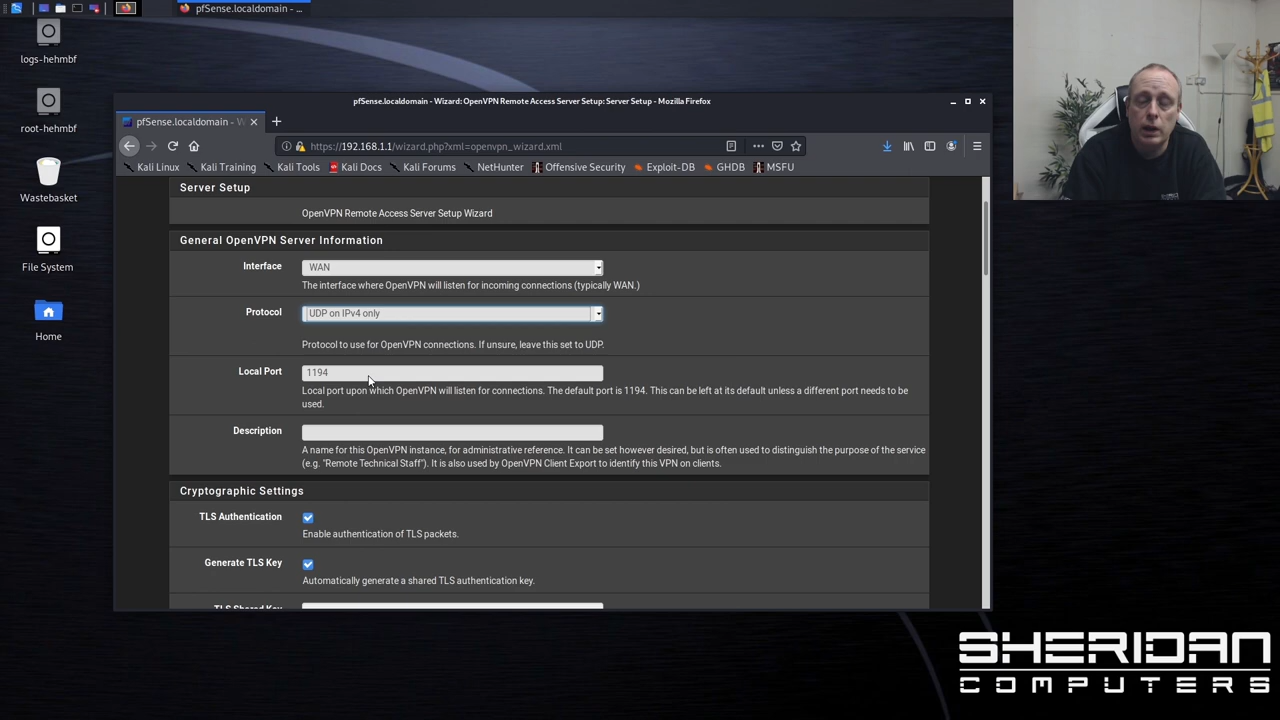 pfSense.localdomain - ...
logs-hehmbf
root-hehmbf
Wastebasket
File System
Home
pfSense.localdomain - Wizard: OpenVPN Remote Access Server Setup: Server Setup - Mozilla Firefox
pfSense.localdomain - W
https://192.168.1.1/wizard.php?xml=openvpn_wizard.xml
Kali Linux Kali Training Kali Tools Kali Docs Kali Forums NetHunter Offensive Security Exploit-DB GHDB MSFU
Server Setup
OpenVPN Remote Access Server Setup Wizard
General OpenVPN Server Information
Interface WAN
The interface where OpenVPN will listen for incoming connections (typically WAN.)
Protocol UDP on IPv4 only
Protocol to use for OpenVPN connections. If unsure, leave this set to UDP.
Local Port 1194
Local port upon which OpenVPN will listen for connections. The default port is 1194. This can be left at its default unless a different port needs to be
used.
Description
A name for this OpenVPN instance, for administrative reference. It can be set however desired, but is often used to distinguish the purpose of the service
(e.g. "Remote Technical Staff"). It is also used by OpenVPN Client Export to identify this VPN on clients.
Cryptographic Settings
TLS Authentication
Enable authentication of TLS packets.
Generate TLS Key
Automatically generate a shared TLS authentication key.
TLS Shared Key
SHERIDAN
COMPUTERS